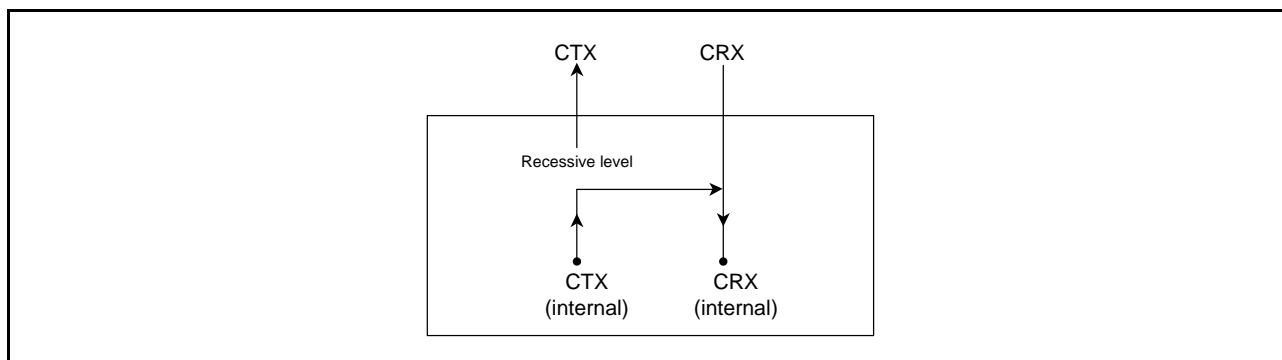 CTX CRX
Recessive level
CTX CRX
(internal) (internal)